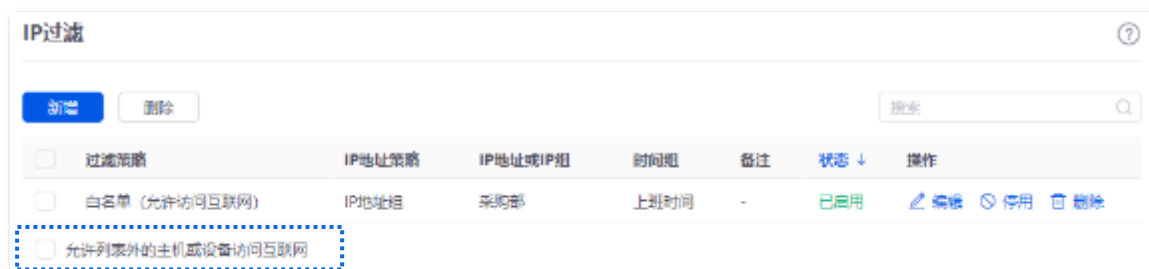 IP过滤
新增 删除 搜索
过滤策略 IP地址策略 IP地址或IP组 时间组 备注 状态 ↓ 操作
白名单（允许访问互联网） IP地址组 采购部 上班时间 - 已启用 编辑 停用 删除
允许列表外的主机或设备访问互联网